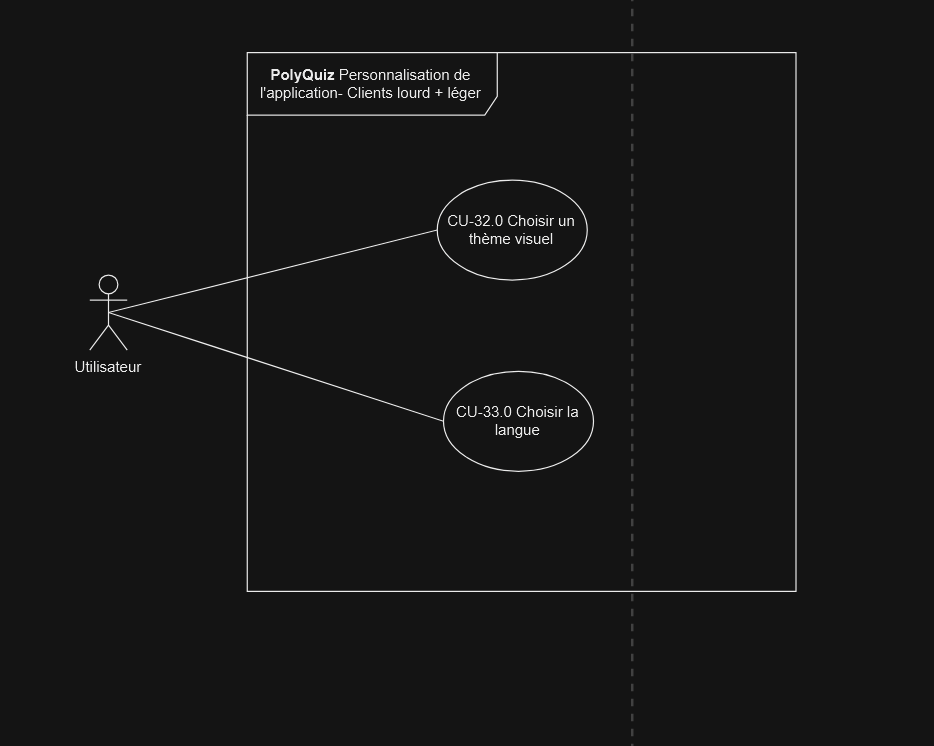 PolyQuiz Personnalisation de
l'application- Clients lourd + léger
CU-32.0 Choisir un
thème visuel
Utilisateur
CU-33.0 Choisir la
langue